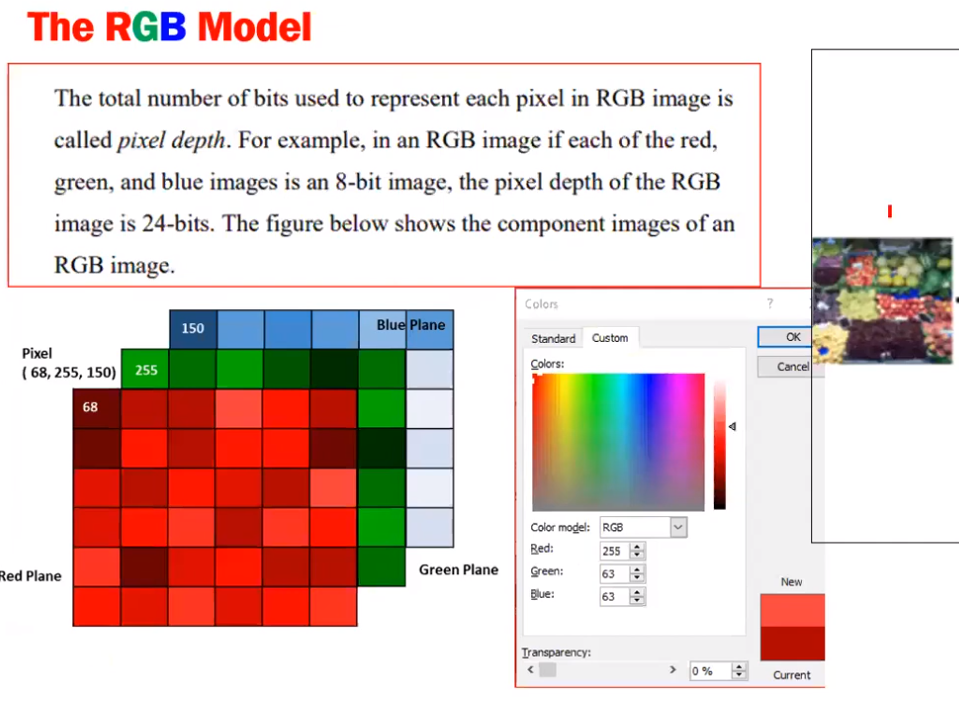 The RGB Model
The total number of bits used to represent each pixel in RGB image is
called pixel depth. For example, in an RGB image if each of the red,
green, and blue images is an 8-bit image, the pixel depth of the RGB
image is 24-bits. The figure below shows the component images of an
RGB image.
150
Blue Plane
Pixel
( 68, 255, 150)
255
68
Red Plane
Green Plane
Colors
?
Standard
Custom
OK
Cancel
Colors:
Color model:
RGB
Red:
255
Green:
63
Blue:
63
New
Transparency:
0 %
Current